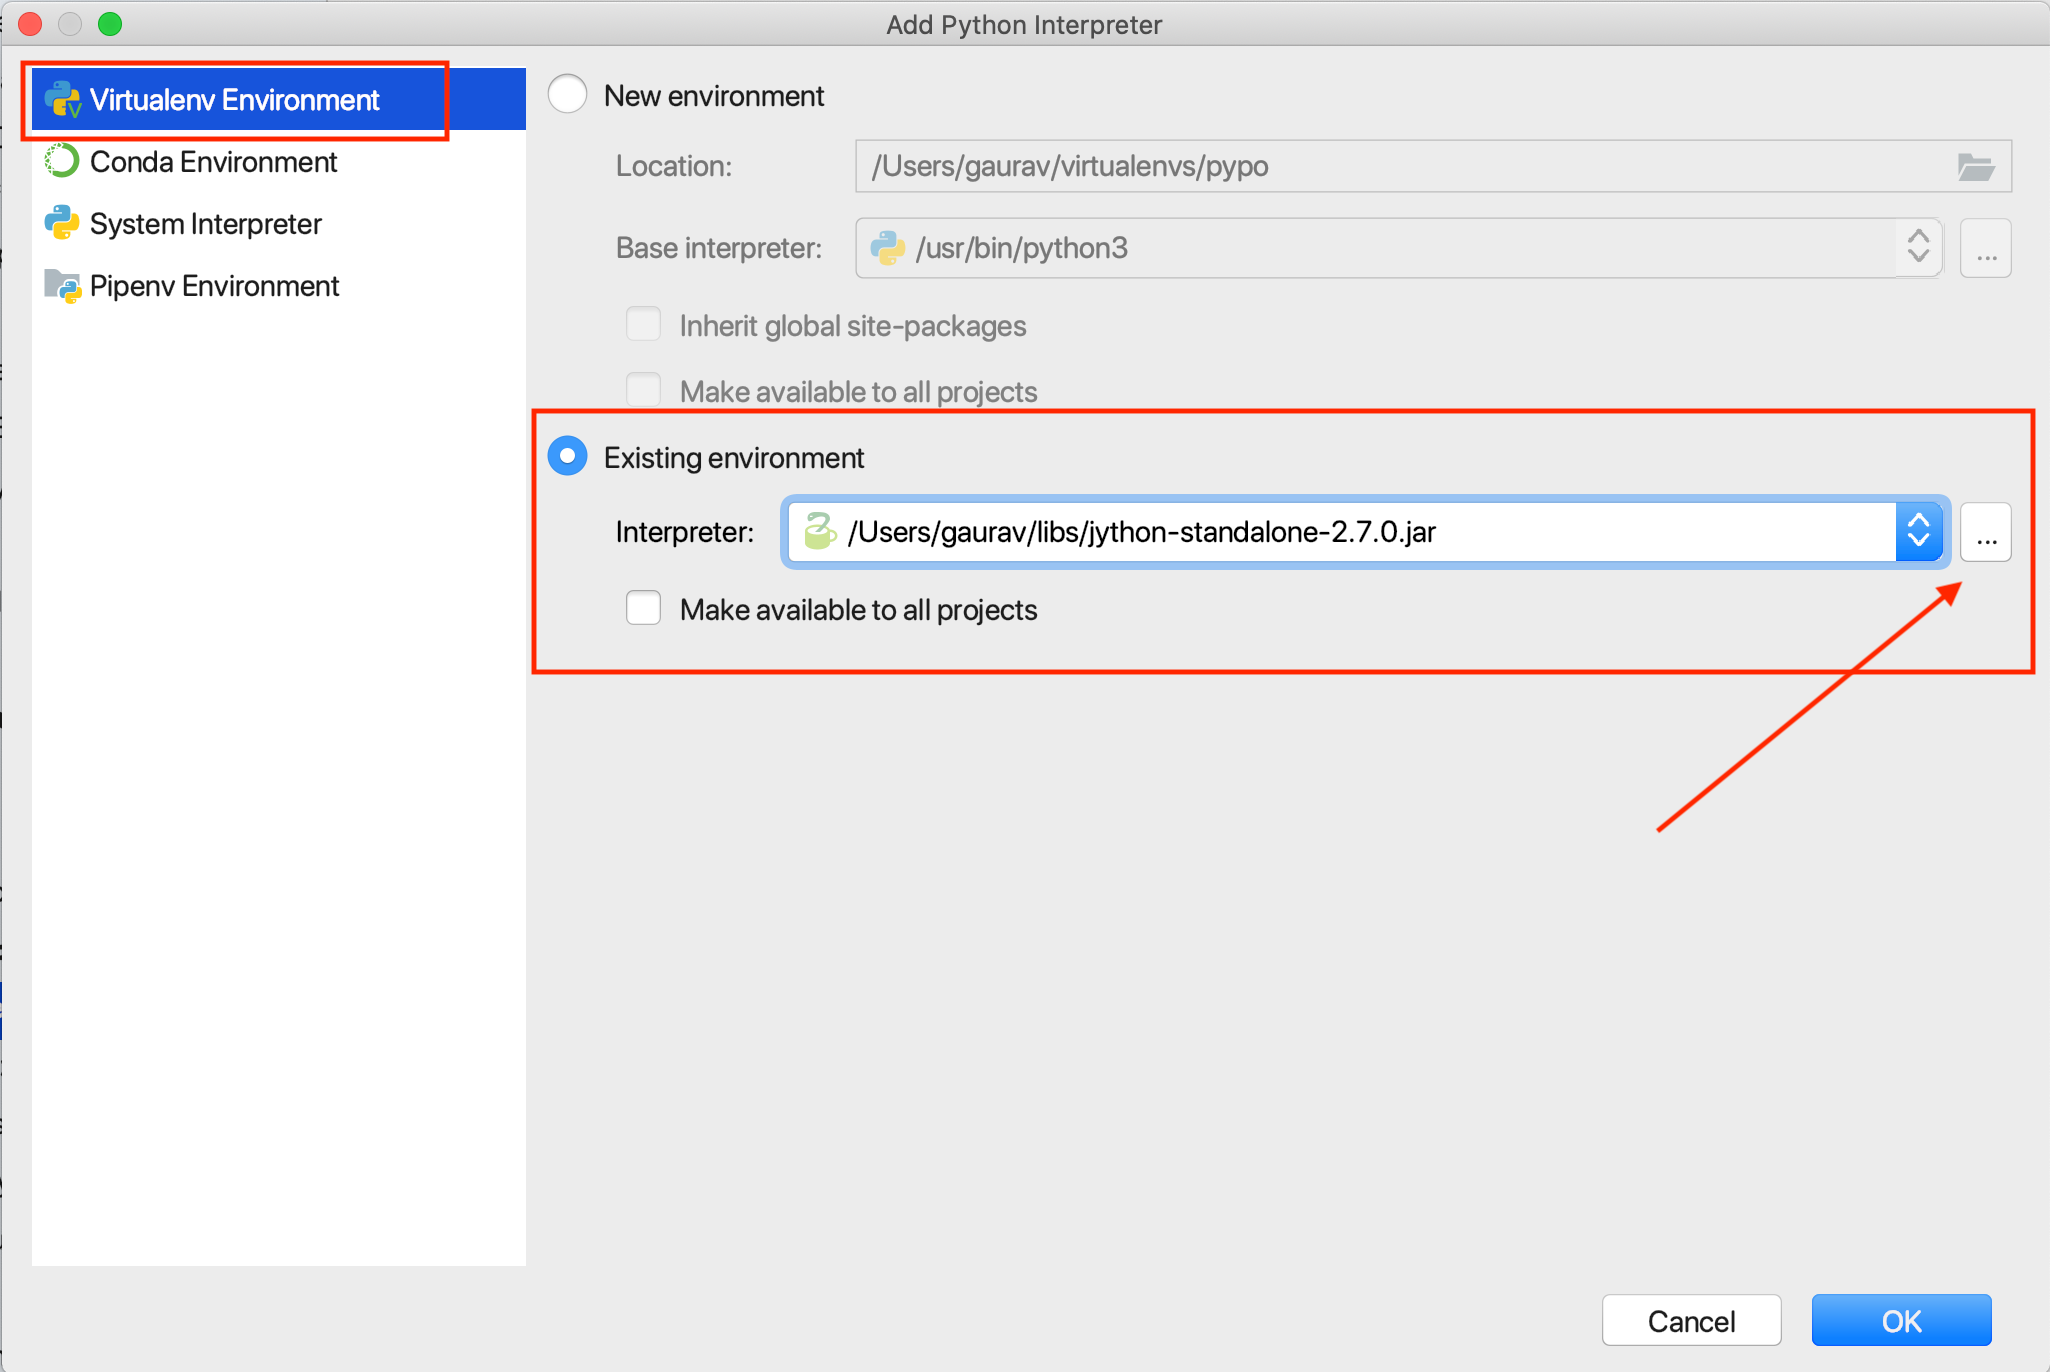 Add Python Interpreter
Virtualenv Environment
Conda Environment
System Interpreter
Pipenv Environment
New environment
Location: /Users/gaurav/virtualenvs/pypo
Base interpreter: /usr/bin/python3 ...
Inherit global site-packages
Make available to all projects
Existing environment
Interpreter: /Users/gaurav/libs/jython-standalone-2.7.0.jar ...
Make available to all projects
Cancel OK